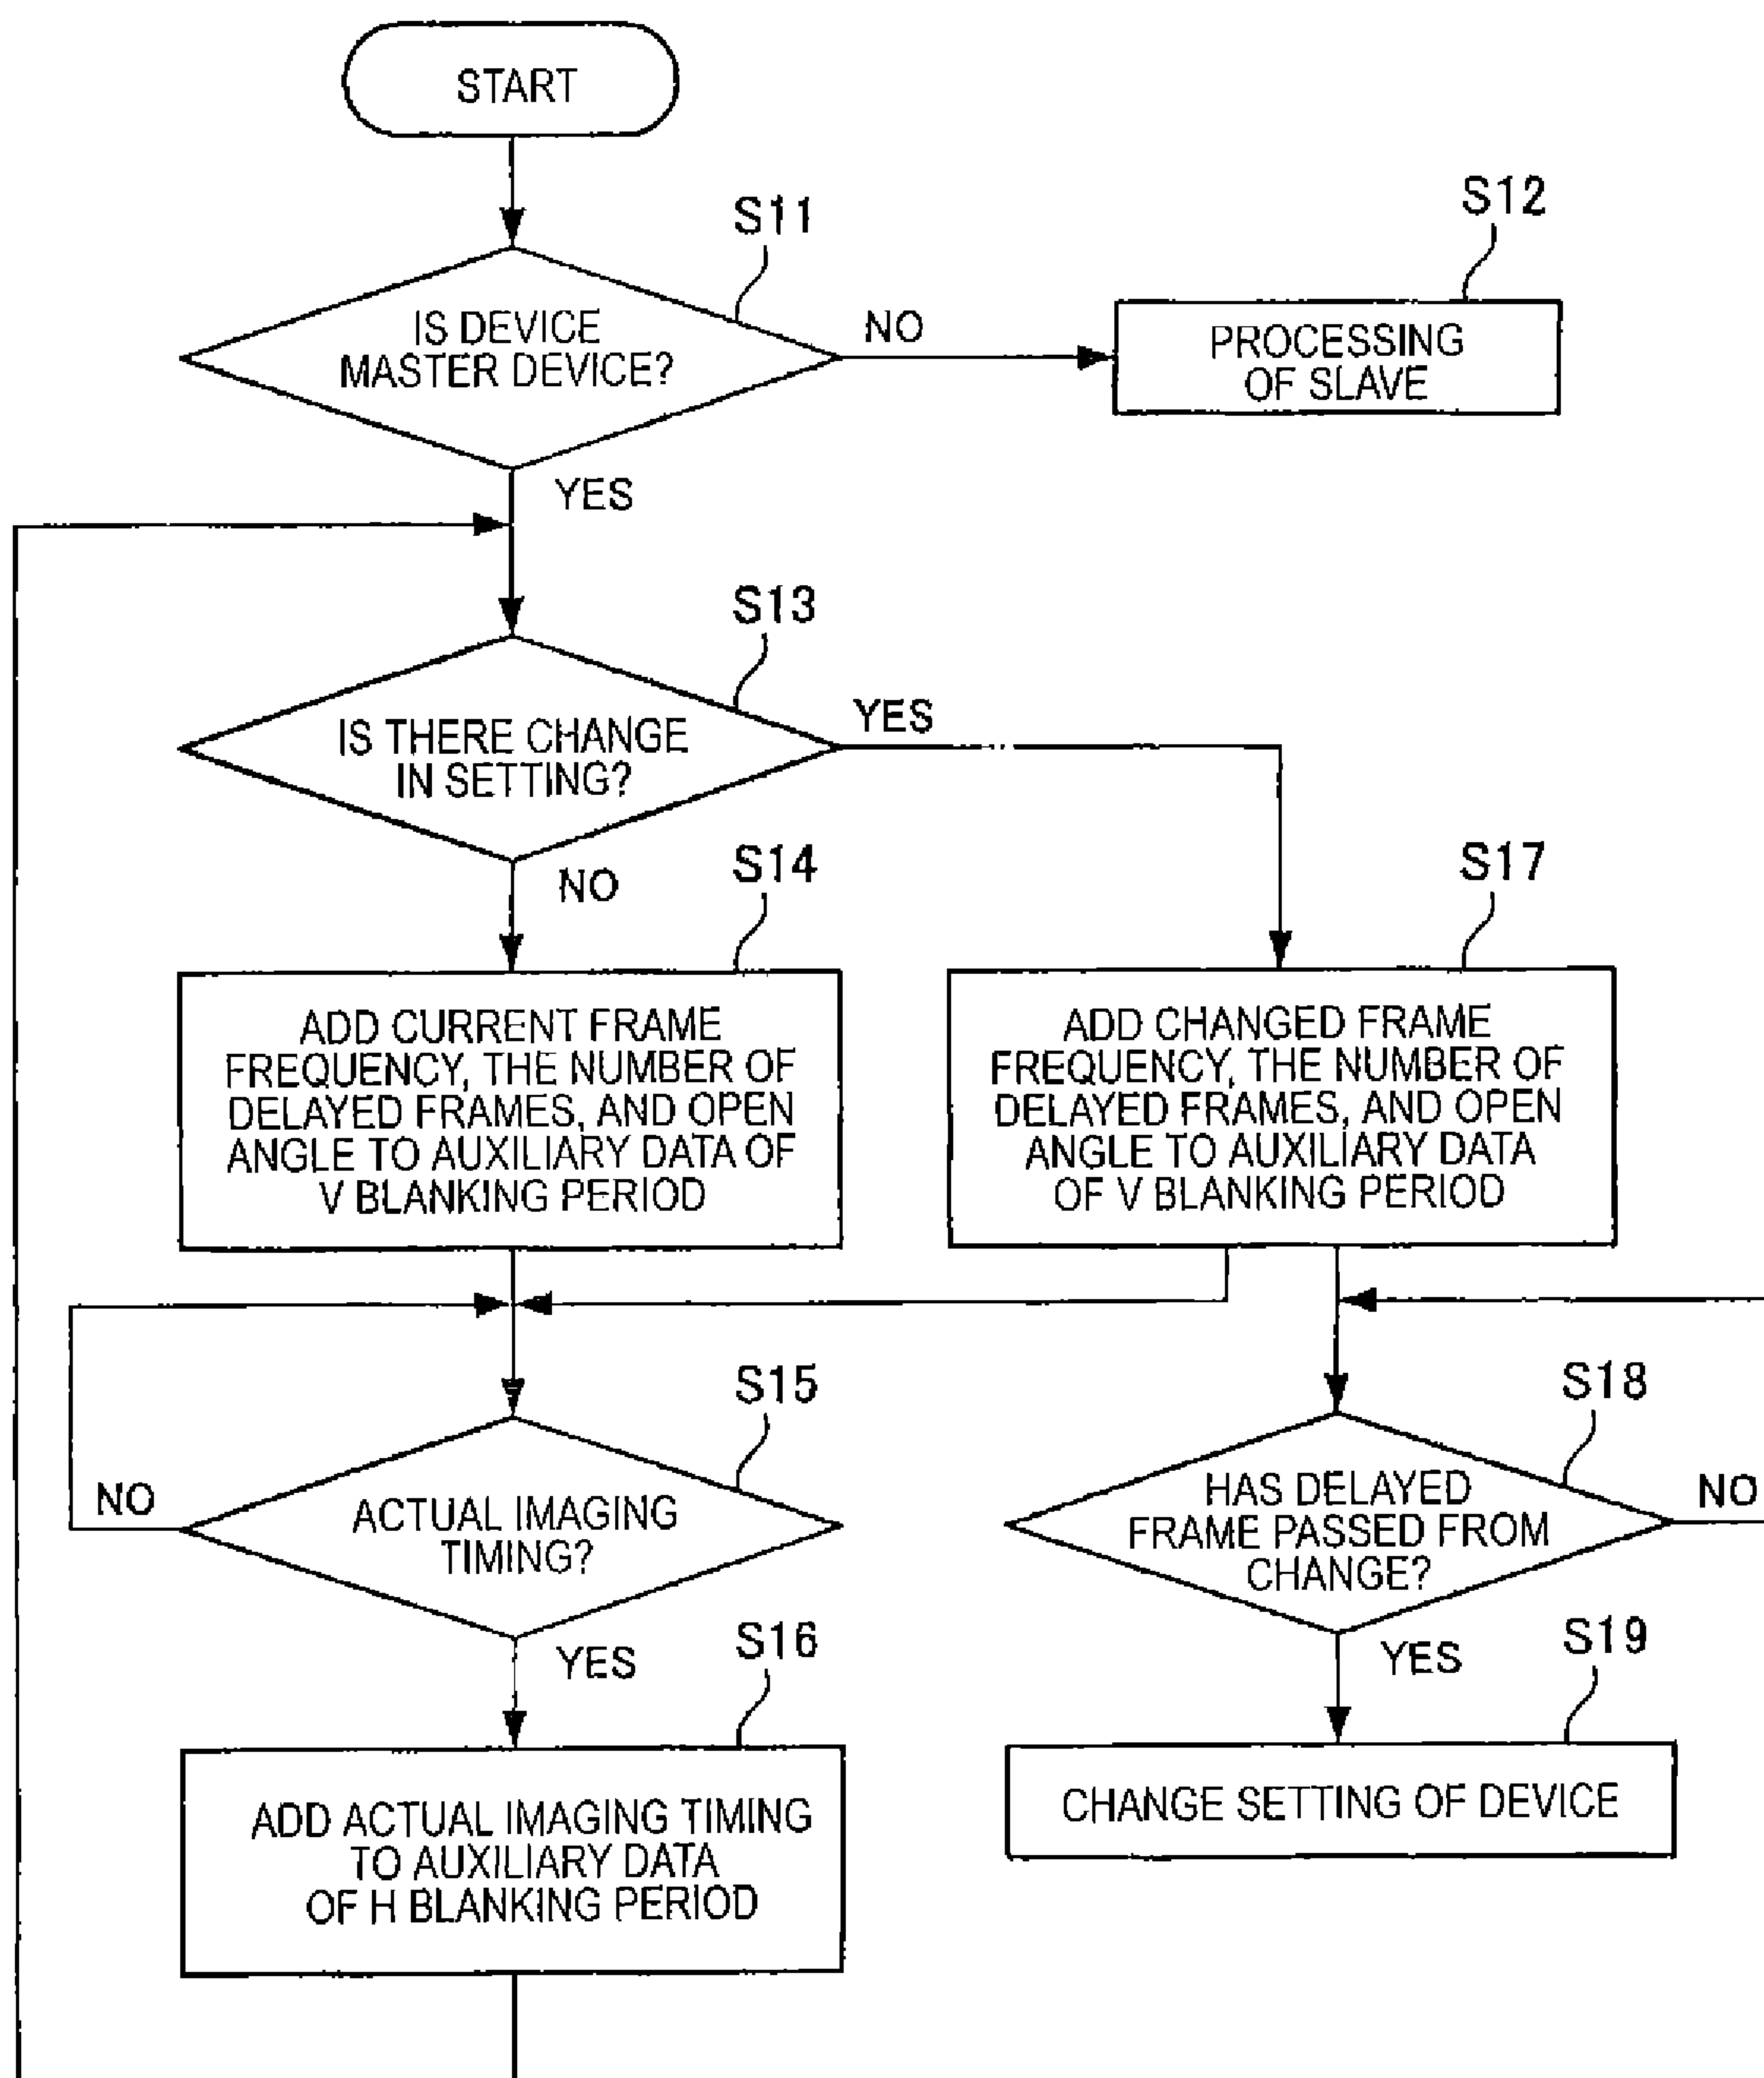 START
S11
IS DEVICE
MASTER DEVICE?
NO
S12
PROCESSING
OF SLAVE
YES
S13
IS THERE CHANGE
IN SETTING?
YES
NO
S14
ADD CURRENT FRAME
FREQUENCY, THE NUMBER OF
DELAYED FRAMES, AND OPEN
ANGLE TO AUXILIARY DATA OF
V BLANKING PERIOD
S17
ADD CHANGED FRAME
FREQUENCY, THE NUMBER OF
DELAYED FRAMES, AND OPEN
ANGLE TO AUXILIARY DATA
OF V BLANKING PERIOD
S15
ACTUAL IMAGING
TIMING?
NO
YES
S18
HAS DELAYED
FRAME PASSED FROM
CHANGE?
NO
YES
S16
ADD ACTUAL IMAGING TIMING
TO AUXILIARY DATA
OF H BLANKING PERIOD
S19
CHANGE SETTING OF DEVICE